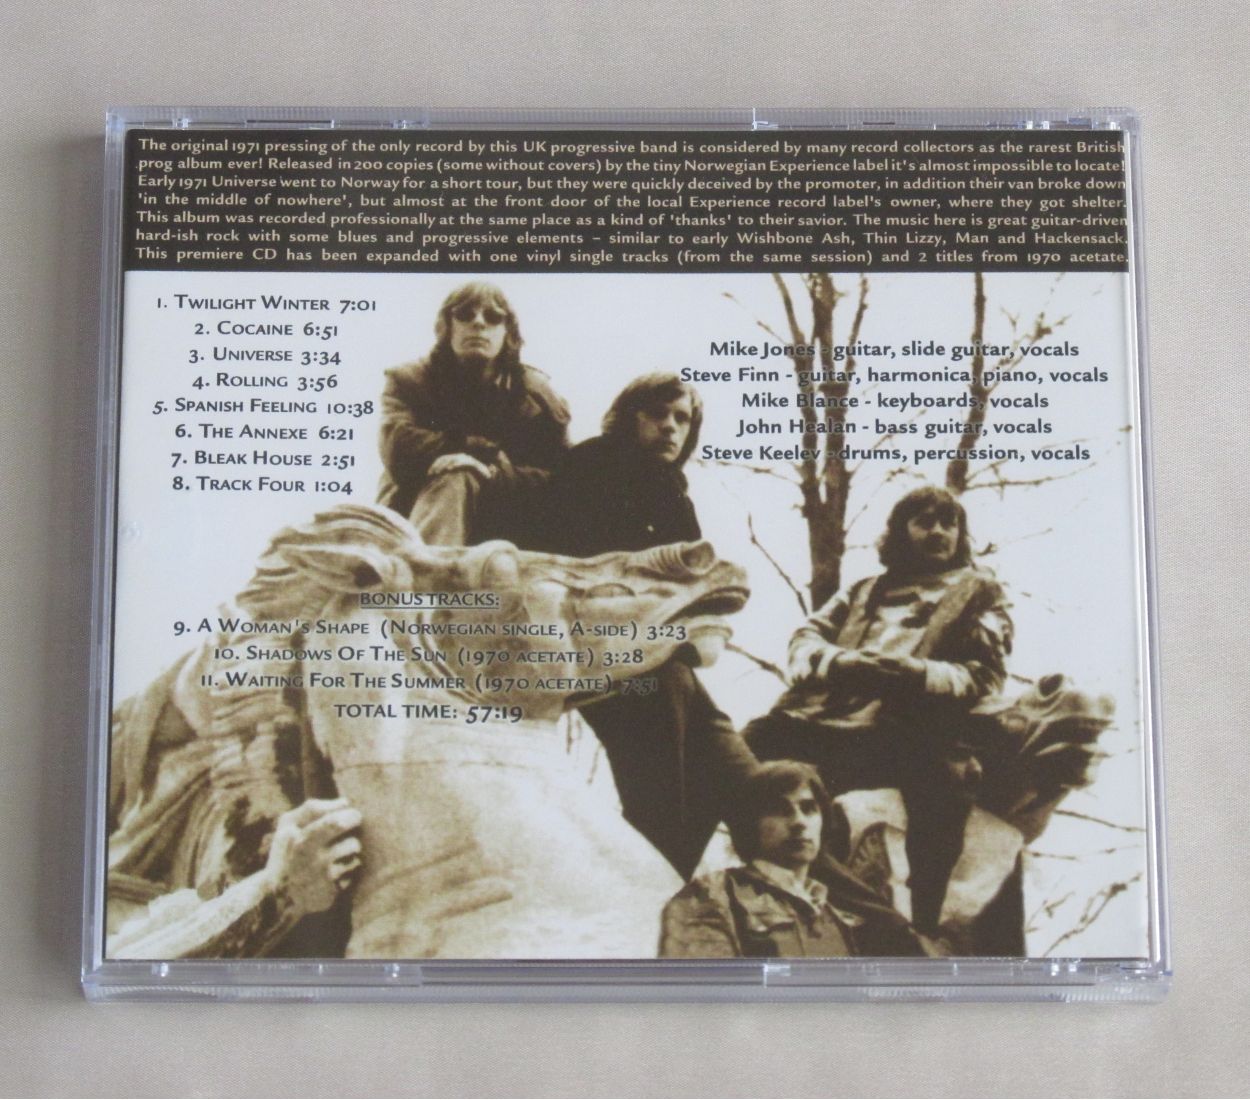 The original 1971 pressing of the only record by this UK progressive band is considered by many record collectors as the rarest British
.prog album ever! Released in 200 copies (some without covers) by the tiny Norwegian Experience label it's almost impossible to locate!
Early 1971 Universe went to Norway for a short tour, but they were quickly deceived by the promoter, in addition their van broke down
'in the middle of nowhere', but almost at the front door of the local Experience record label's owner, where they got shelter.
This album was recorded professionally at the same place as a kind of 'thanks' to their savior. The music here is great guitar-driven
hard-ish rock with some blues and progressive elements – similar to early Wishbone Ash, Thin Lizzy, Man and Hackensack.
This premiere CD has been expanded with one vinyl single tracks (from the same session) and 2 titles from 1970 acetate.
1. Twilight Winter 7:01
2. Cocaine 6:51
3. Universe 3:34
4. Rolling 3:56
5. Spanish Feeling 10:38
6. The Annexe 6:21
7. Bleak House 2:51
8. Track Four 1:04
Mike Jones - guitar, slide guitar, vocals
Steve Finn - guitar, harmonica, piano, vocals
Mike Blance - keyboards, vocals
John Healan - bass guitar, vocals
Steve Keelev - drums, percussion, vocals
BONUS TRACKS:
9. A Woman's Shape (Norwegian single, A-side) 3:23
10. Shadows Of The Sun (1970 acetate) 3:28
11. Waiting For The Summer (1970 acetate) 7:51
TOTAL TIME: 57:19